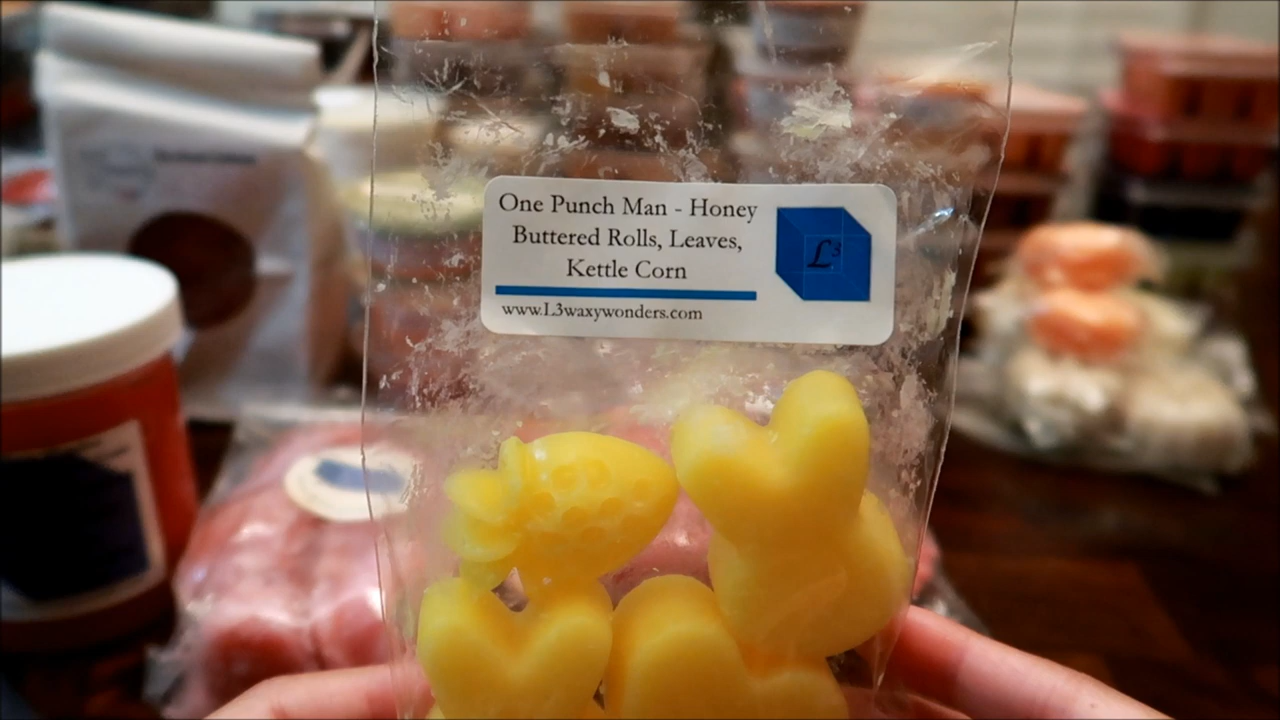 One Punch Man - Honey
Buttered Rolls, Leaves,
Kettle Corn
L³
www.L3waxywonders.com